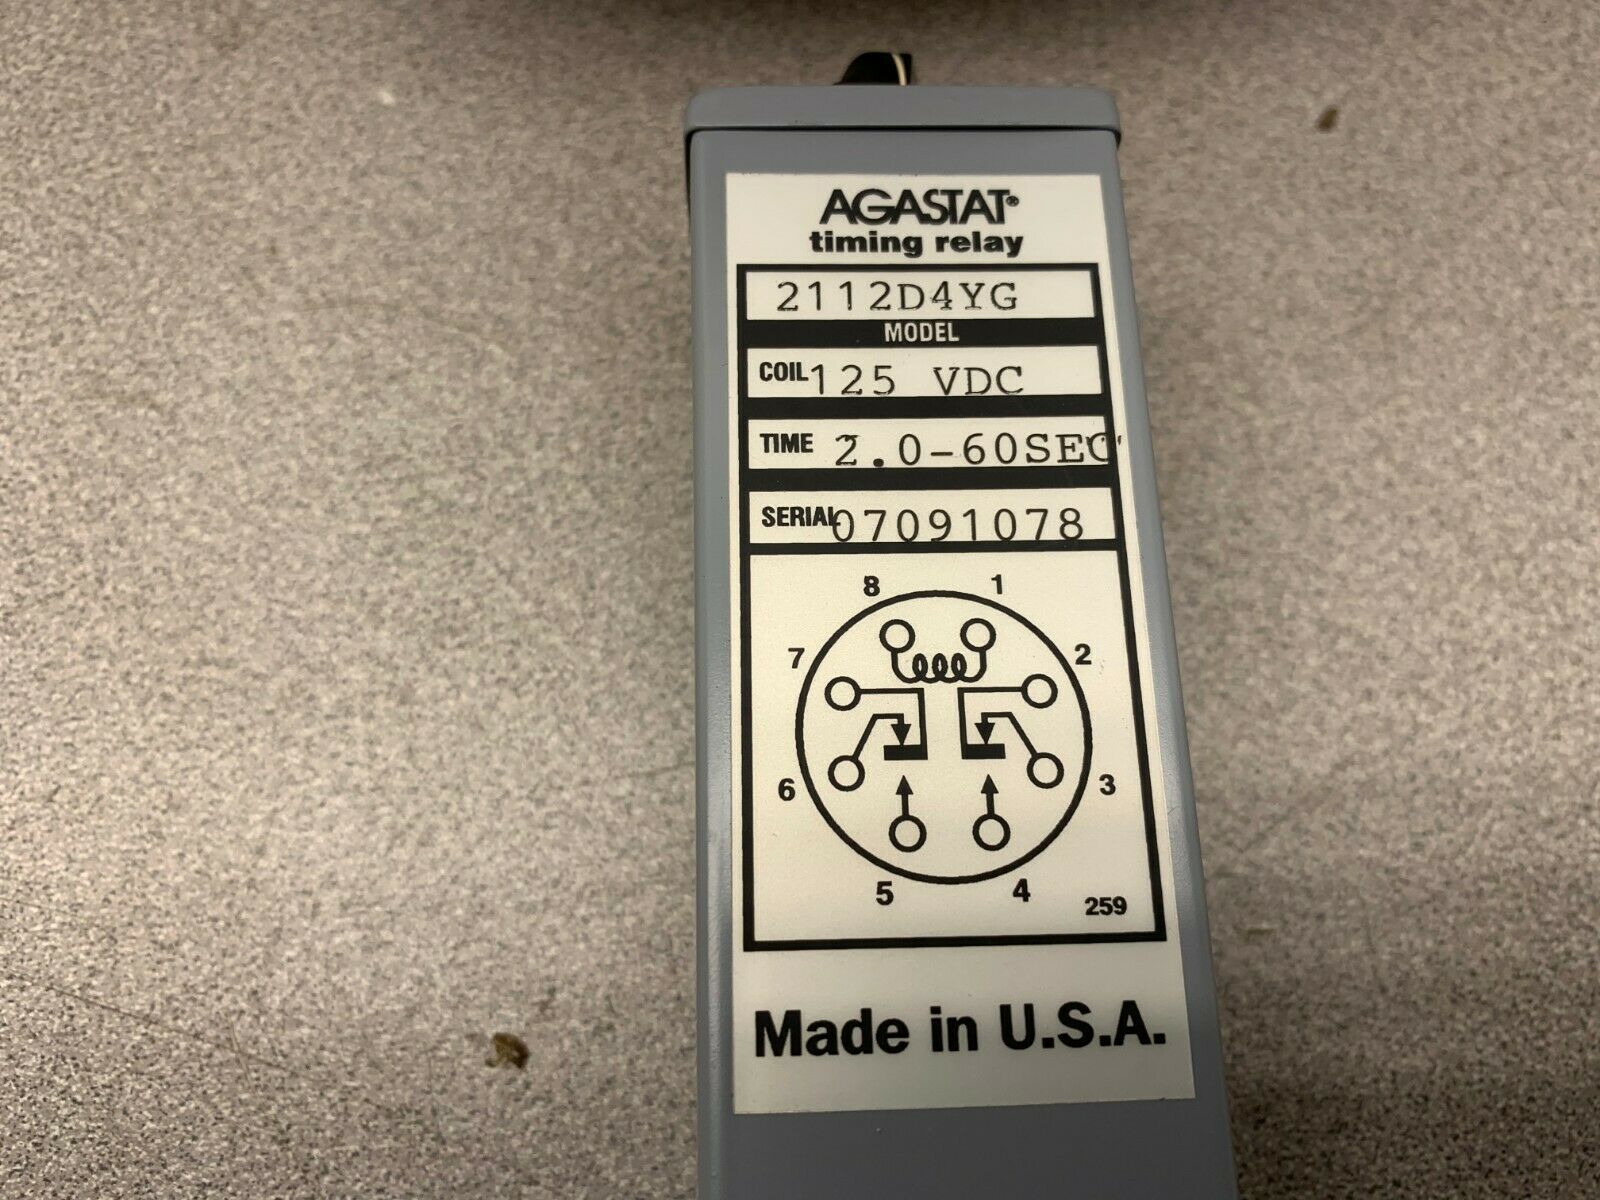 AGASTAT®
timing relay
2112D4YG
MODEL
COIL 125 VDC
TIME 2.0-60SEC
SERIAL 07091078
8 1
7 2
6 3
5 4
259
Made in U.S.A.